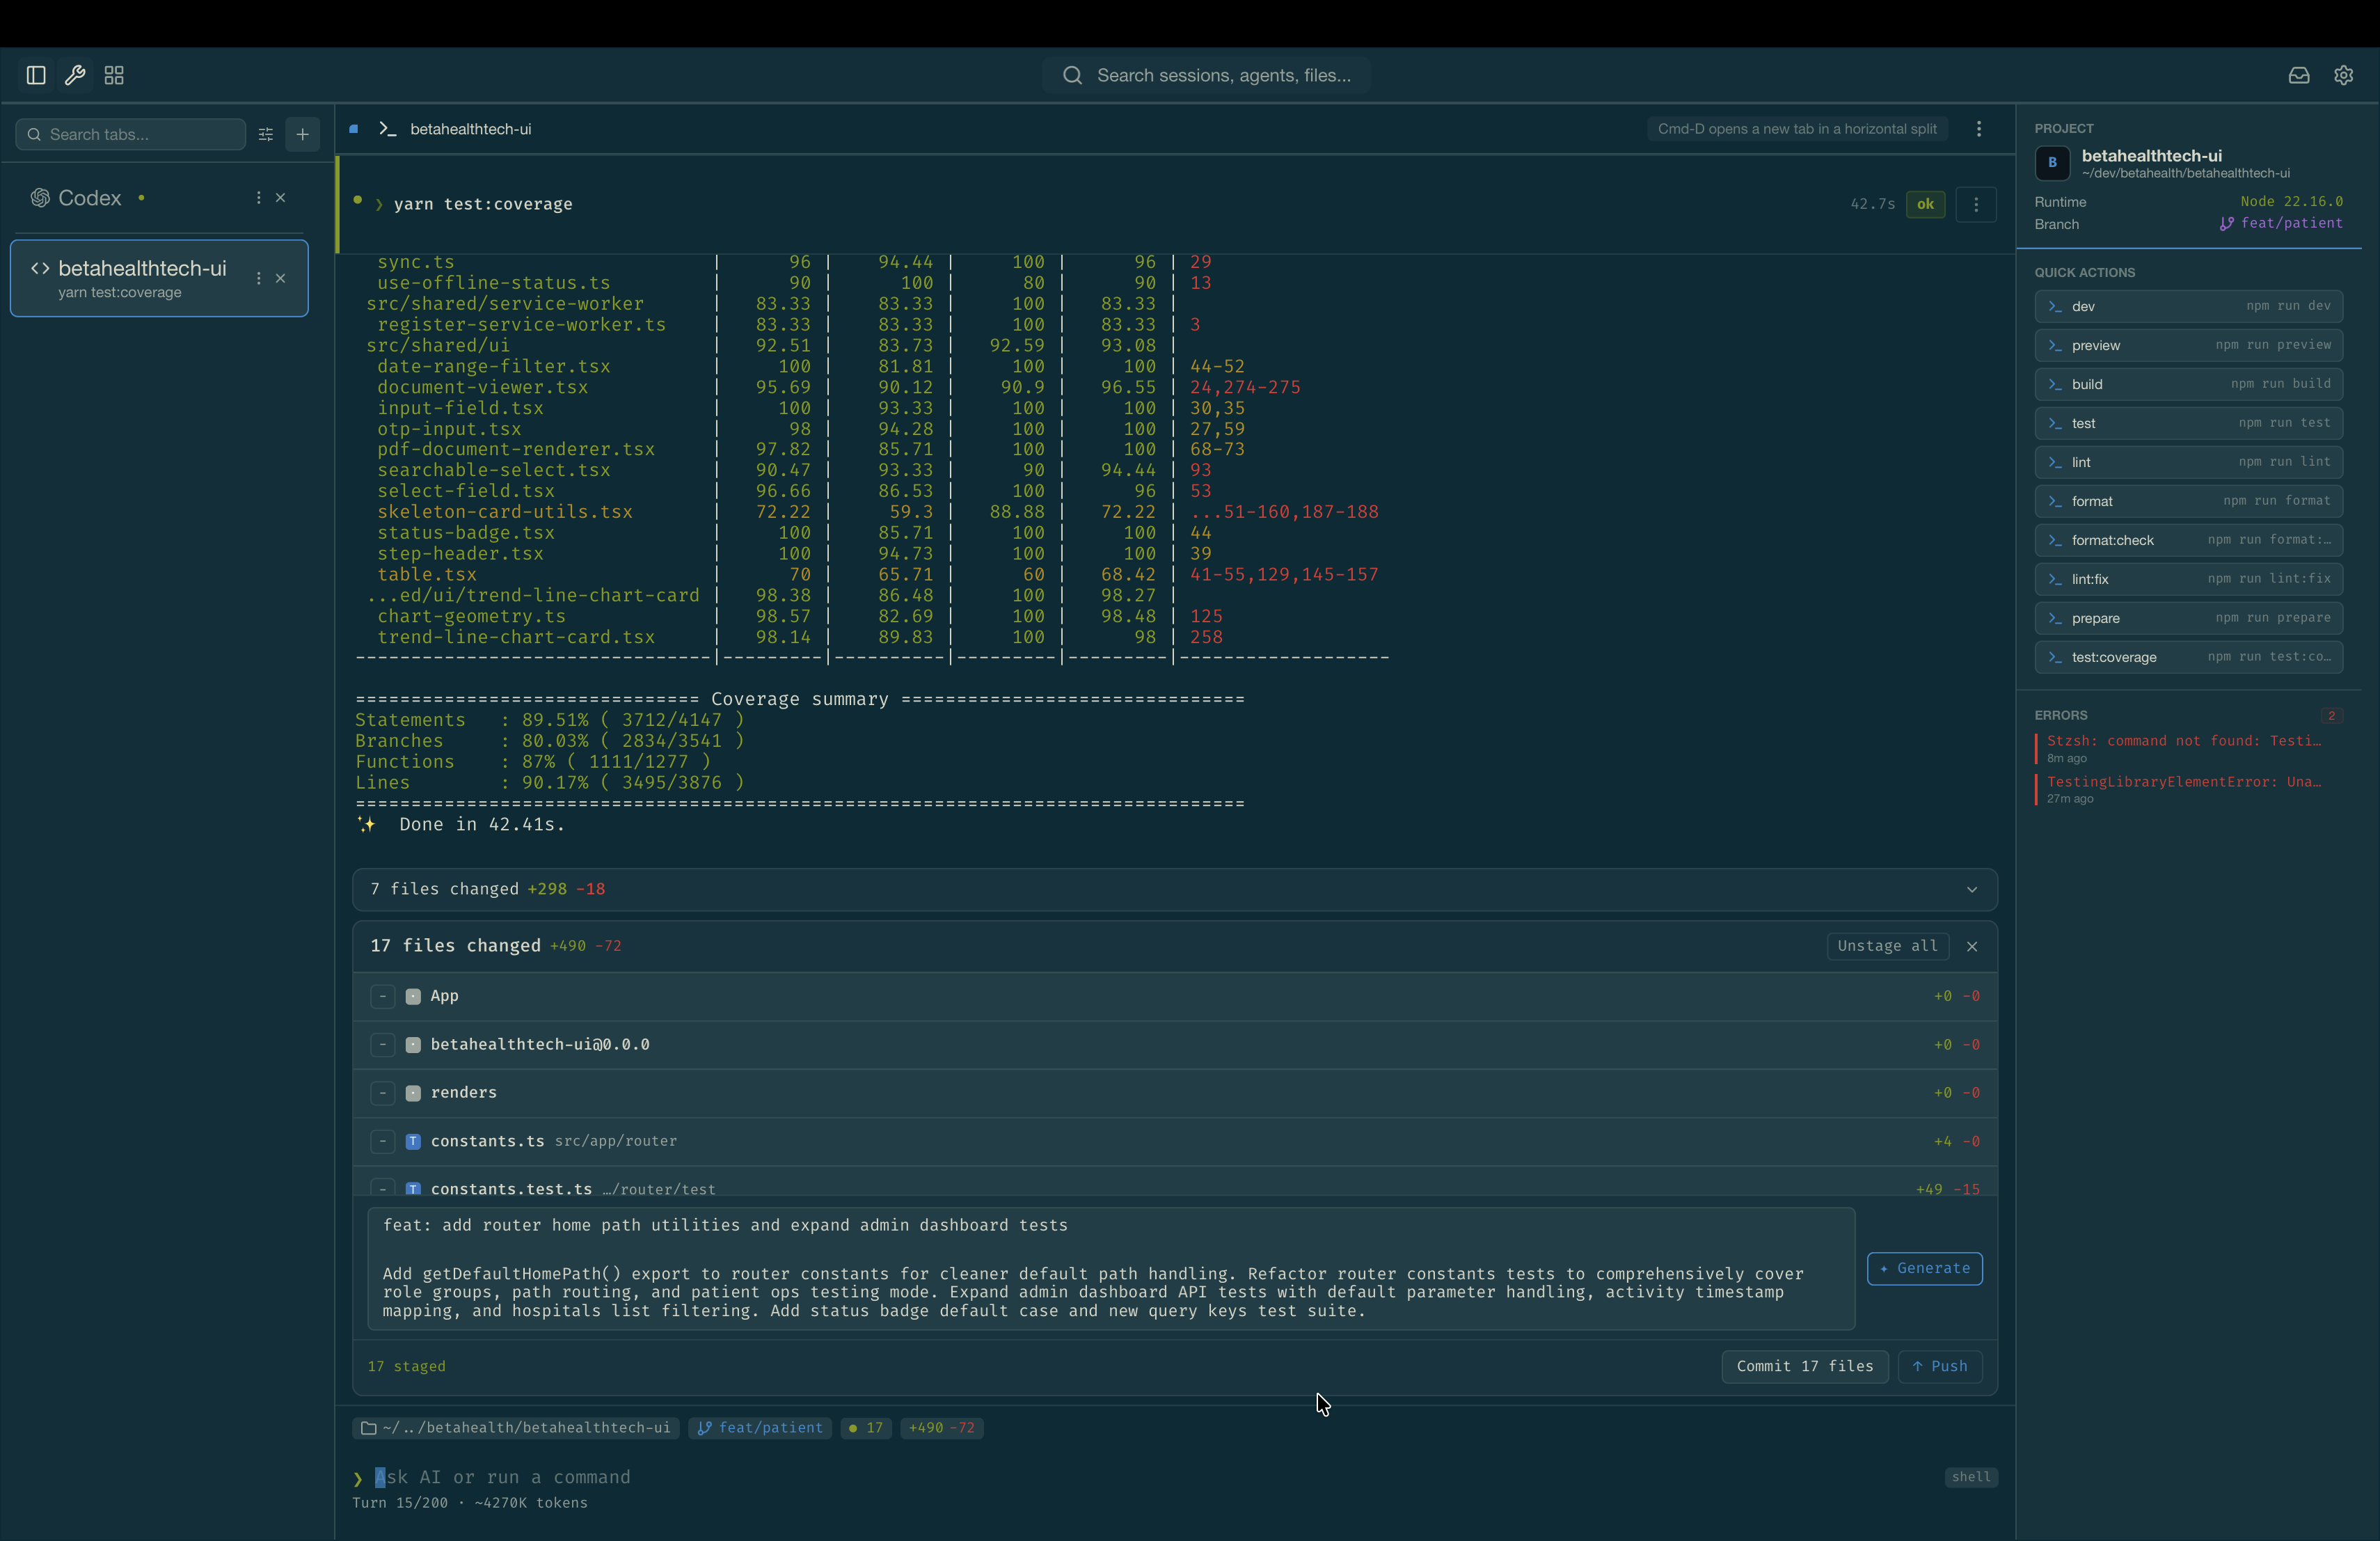 Search sessions, agents, files...
Search tabs...
Codex
betahealthtech-ui
yarn test:coverage
betahealthtech-ui
Cmd-D opens a new tab in a horizontal split
❯ yarn test:coverage 42.7s ok
sync.ts | 96 | 94.44 | 100 | 96 | 29
use-offline-status.ts | 90 | 100 | 80 | 90 | 13
src/shared/service-worker | 83.33 | 83.33 | 100 | 83.33 |
register-service-worker.ts | 83.33 | 83.33 | 100 | 83.33 | 3
src/shared/ui | 92.51 | 83.73 | 92.59 | 93.08 |
date-range-filter.tsx | 100 | 81.81 | 100 | 100 | 44-52
document-viewer.tsx | 95.69 | 90.12 | 90.9 | 96.55 | 24,274-275
input-field.tsx | 100 | 93.33 | 100 | 100 | 30,35
otp-input.tsx | 98 | 94.28 | 100 | 100 | 27,59
pdf-document-renderer.tsx | 97.82 | 85.71 | 100 | 100 | 68-73
searchable-select.tsx | 90.47 | 93.33 | 90 | 94.44 | 93
select-field.tsx | 96.66 | 86.53 | 100 | 96 | 53
skeleton-card-utils.tsx | 72.22 | 59.3 | 88.88 | 72.22 | ...51-160,187-188
status-badge.tsx | 100 | 85.71 | 100 | 100 | 44
step-header.tsx | 100 | 94.73 | 100 | 100 | 39
table.tsx | 70 | 65.71 | 60 | 68.42 | 41-55,129,145-157
...ed/ui/trend-line-chart-card | 98.38 | 86.48 | 100 | 98.27 |
chart-geometry.ts | 98.57 | 82.69 | 100 | 98.48 | 125
trend-line-chart-card.tsx | 98.14 | 89.83 | 100 | 98 | 258
--------------------------------|---------|----------|---------|---------|-------------------
=============================== Coverage summary ===============================
Statements : 89.51% ( 3712/4147 )
Branches : 80.03% ( 2834/3541 )
Functions : 87% ( 1111/1277 )
Lines : 90.17% ( 3495/3876 )
================================================================================
✨ Done in 42.41s.
7 files changed +298 -18
17 files changed +490 -72 Unstage all
- App +0 -0
- betahealthtech-ui@0.0.0 +0 -0
- renders +0 -0
- T constants.ts src/app/router +4 -0
- T constants.test.ts …/router/test +49 -15
feat: add router home path utilities and expand admin dashboard tests
Add getDefaultHomePath() export to router constants for cleaner default path handling. Refactor router constants tests to comprehensively cover
role groups, path routing, and patient ops testing mode. Expand admin dashboard API tests with default parameter handling, activity timestamp
mapping, and hospitals list filtering. Add status badge default case and new query keys test suite.
Generate
17 staged
Commit 17 files
↑ Push
~/../betahealth/betahealthtech-ui feat/patient 17 +490 -72
❯ Ask AI or run a command shell
Turn 15/200 · ~4270K tokens
PROJECT
B
betahealthtech-ui
~/dev/betahealth/betahealthtech-ui
Runtime Node 22.16.0
Branch feat/patient
QUICK ACTIONS
dev npm run dev
preview npm run preview
build npm run build
test npm run test
lint npm run lint
format npm run format
format:check npm run format:…
lint:fix npm run lint:fix
prepare npm run prepare
test:coverage npm run test:co…
ERRORS 2
Stzsh: command not found: Testi…
8m ago
TestingLibraryElementError: Una…
27m ago